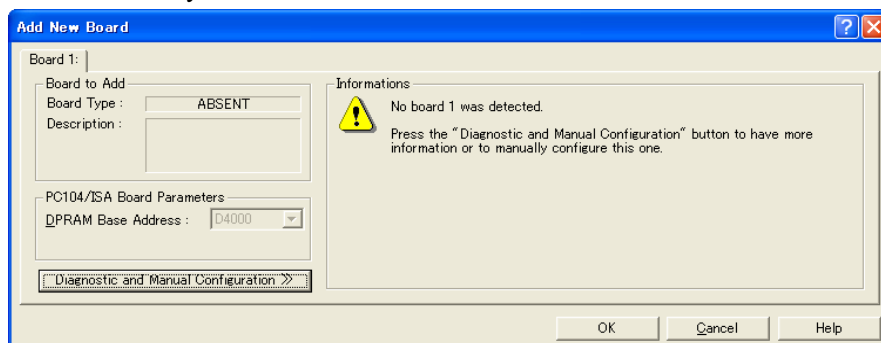 Add New Board
Board 1:
Board to Add
Board Type : ABSENT
Description :
PC104/ISA Board Parameters
DPRAM Base Address : D4000
Diagnostic and Manual Configuration >>
Informations
No board 1 was detected.
Press the "Diagnostic and Manual Configuration" button to have more
information or to manually configure this one.
OK Cancel Help